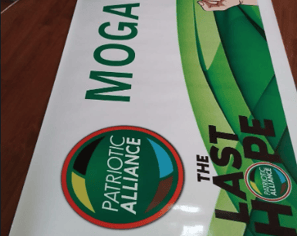 MOGA
PATRIOTIC
ALLIANCE
THE
LAST
HOPE
PATRIOTIC
ALLIANCE